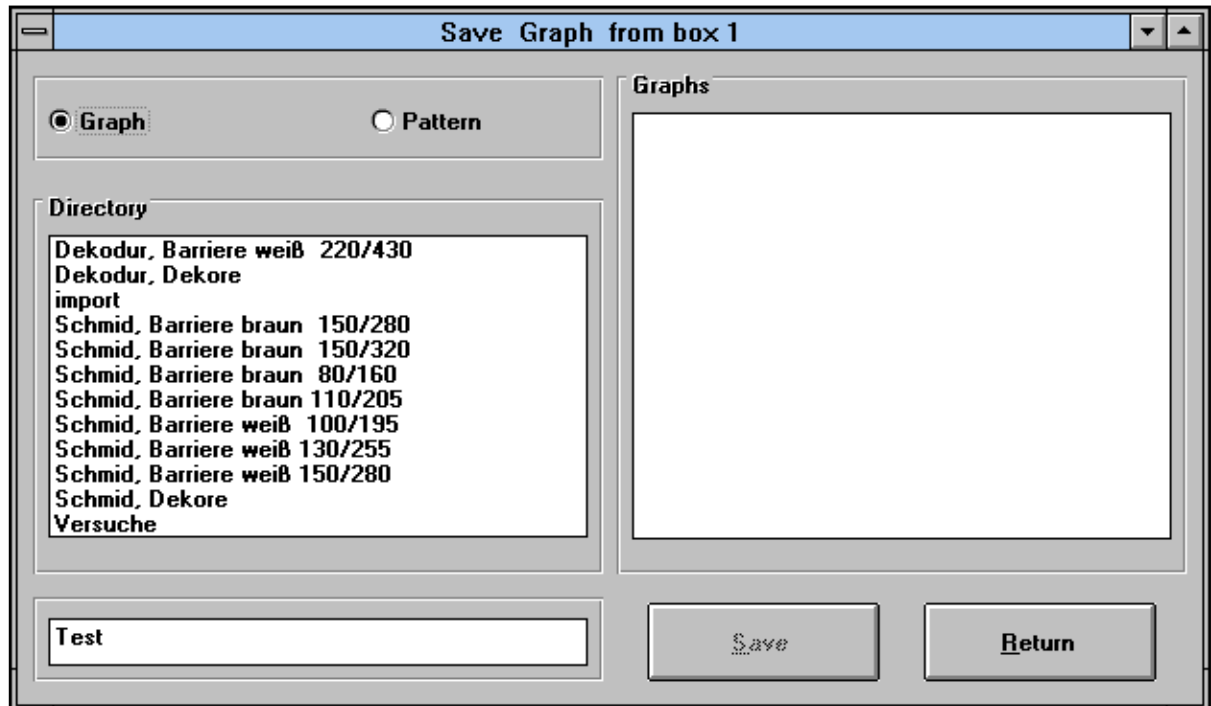 Save Graph from box 1
Graph
Pattern
Directory
Dekodur, Barriere weiß 220/430
Dekodur, Dekore
import
Schmid, Barriere braun 150/280
Schmid, Barriere braun 150/320
Schmid, Barriere braun 80/160
Schmid, Barriere braun 110/205
Schmid, Barriere weiß 100/195
Schmid, Barriere weiß 130/255
Schmid, Barriere weiß 150/280
Schmid, Dekore
Versuche
Test
Graphs
Save
Return